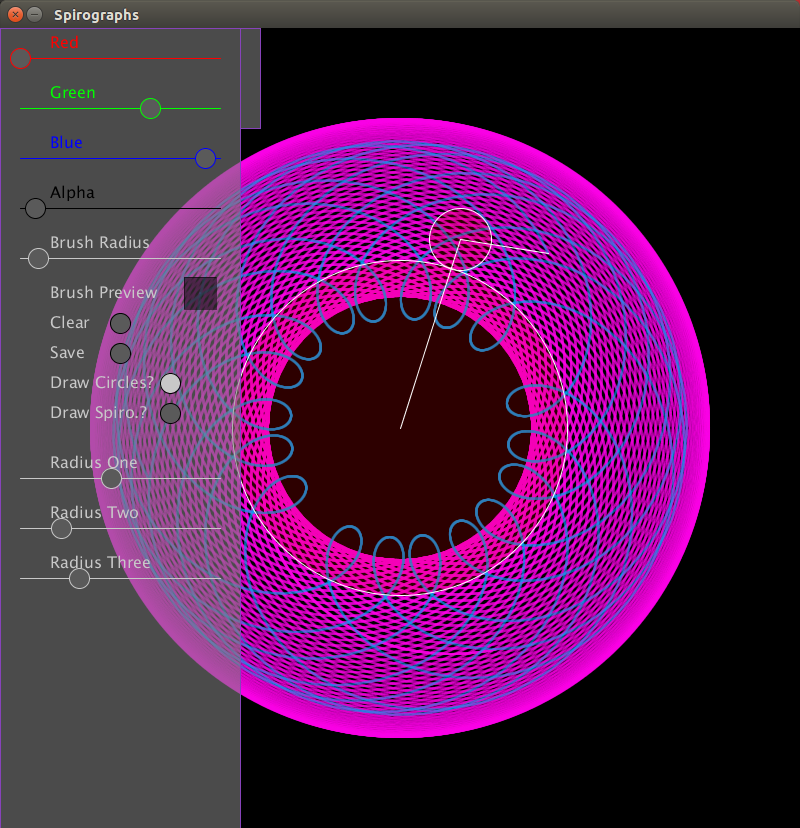 Spirographs
Red
Green
Blue
Alpha
Brush Radius
Brush Preview
Clear
Save
Draw Circles?
Draw Spiro.?
Radius One
Radius Two
Radius Three